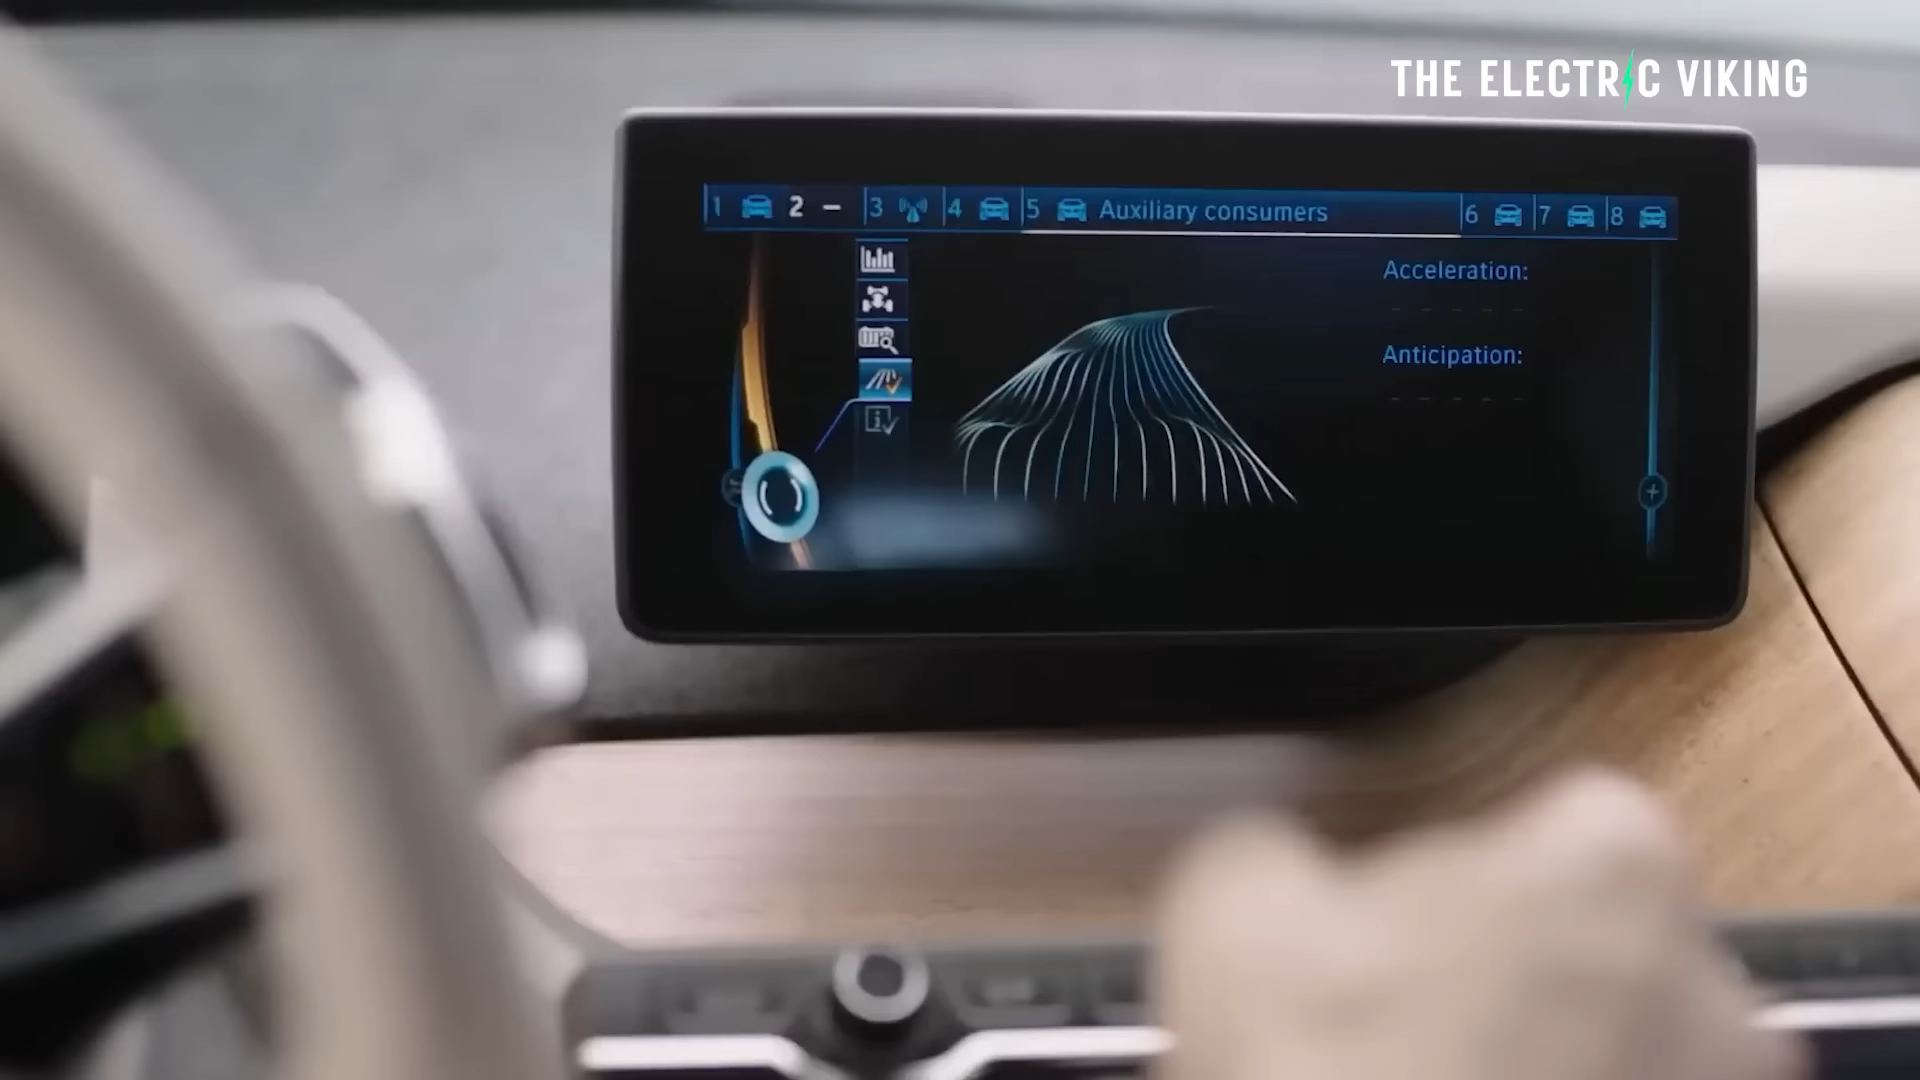 THE ELECTRIC VIKING
1 2 – 3 4 5 Auxiliary consumers 6 7 8
Acceleration:
– – – – –
Anticipation:
– – – – –